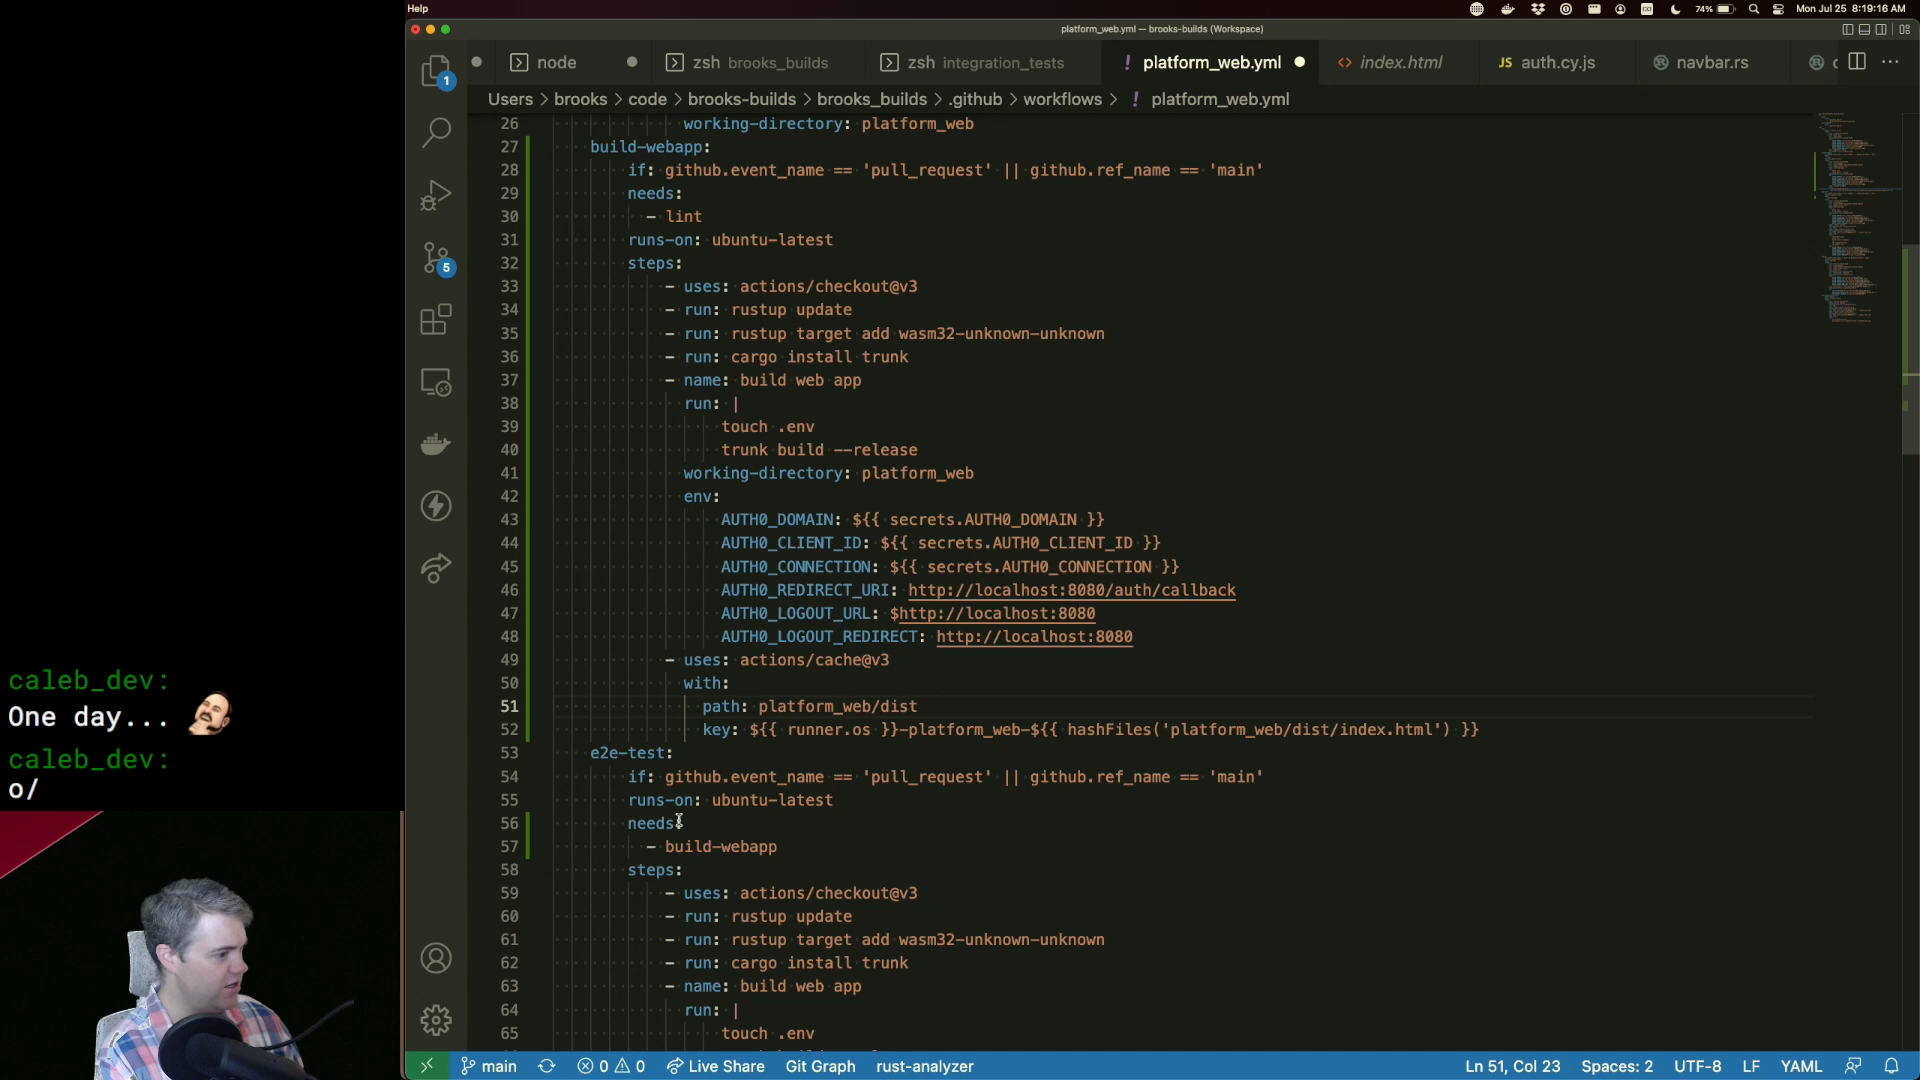 Help
74%
Mon Jul 25 8:19:16 AM
platform_web.yml — brooks-builds (Workspace)
node
zsh brooks_builds
zsh integration_tests
! platform_web.yml
<> index.html
JS auth.cy.js
navbar.rs
Users > brooks > code > brooks-builds > brooks_builds > .github > workflows > ! platform_web.yml
1
5
26 working-directory: platform_web
27 build-webapp:
28 if: github.event_name == 'pull_request' || github.ref_name == 'main'
29 needs:
30 - lint
31 runs-on: ubuntu-latest
32 steps:
33 - uses: actions/checkout@v3
34 - run: rustup update
35 - run: rustup target add wasm32-unknown-unknown
36 - run: cargo install trunk
37 - name: build web app
38 run: |
39 touch .env
40 trunk build --release
41 working-directory: platform_web
42 env:
43 AUTH0_DOMAIN: ${{ secrets.AUTH0_DOMAIN }}
44 AUTH0_CLIENT_ID: ${{ secrets.AUTH0_CLIENT_ID }}
45 AUTH0_CONNECTION: ${{ secrets.AUTH0_CONNECTION }}
46 AUTH0_REDIRECT_URI: http://localhost:8080/auth/callback
47 AUTH0_LOGOUT_URL: $http://localhost:8080
48 AUTH0_LOGOUT_REDIRECT: http://localhost:8080
49 - uses: actions/cache@v3
50 with:
51 path: platform_web/dist
52 key: ${{ runner.os }}-platform_web-${{ hashFiles('platform_web/dist/index.html') }}
53 e2e-test:
54 if: github.event_name == 'pull_request' || github.ref_name == 'main'
55 runs-on: ubuntu-latest
56 needs:
57 - build-webapp
58 steps:
59 - uses: actions/checkout@v3
60 - run: rustup update
61 - run: rustup target add wasm32-unknown-unknown
62 - run: cargo install trunk
63 - name: build web app
64 run: |
65 touch .env
caleb_dev:
One day...
caleb_dev:
o/
main
0 0
Live Share
Git Graph
rust-analyzer
Ln 51, Col 23
Spaces: 2
UTF-8
LF
YAML